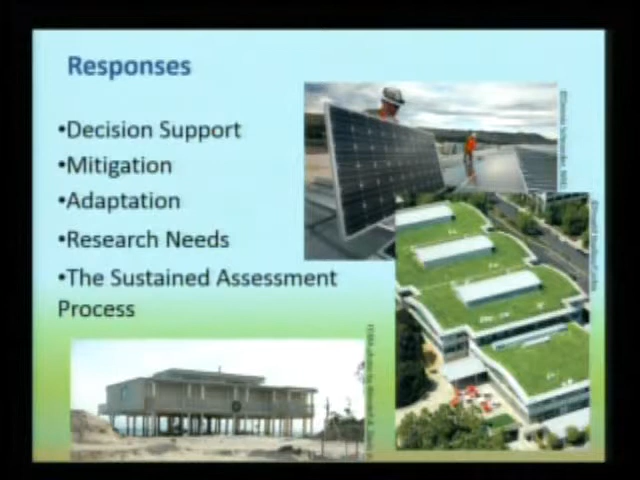 Responses
•Decision Support
•Mitigation
•Adaptation
•Research Needs
•The Sustained Assessment
Process